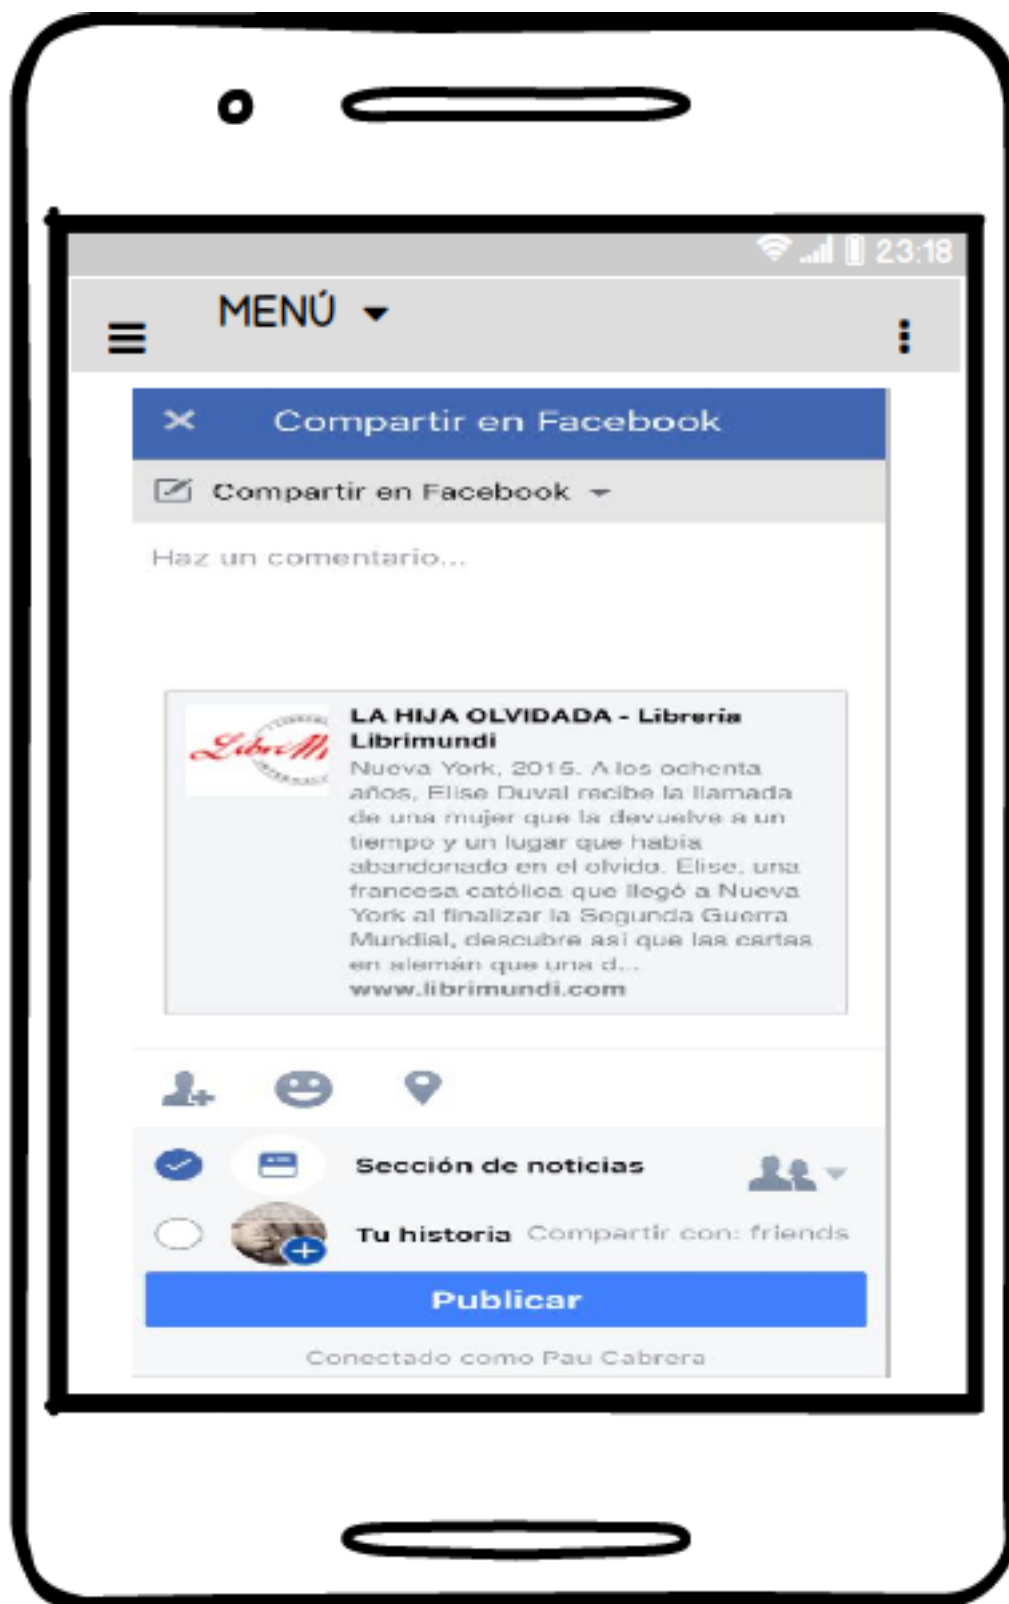 23:18
MENÚ
Compartir en Facebook
Compartir en Facebook
Haz un comentario...
LA HIJA OLVIDADA - Librería
Librimundi
Nueva York, 2015. A los ochenta
años, Elise Duval recibe la llamada
de una mujer que la devuelve a un
tiempo y un lugar que había
abandonado en el olvido. Elise, una
francesa católica que llegó a Nueva
York al finalizar la Segunda Guerra
Mundial, descubre así que las cartas
en alemán que una d...
www.librimundi.com
Sección de noticias
Tu historia Compartir con: friends
Publicar
Conectado como Pau Cabrera